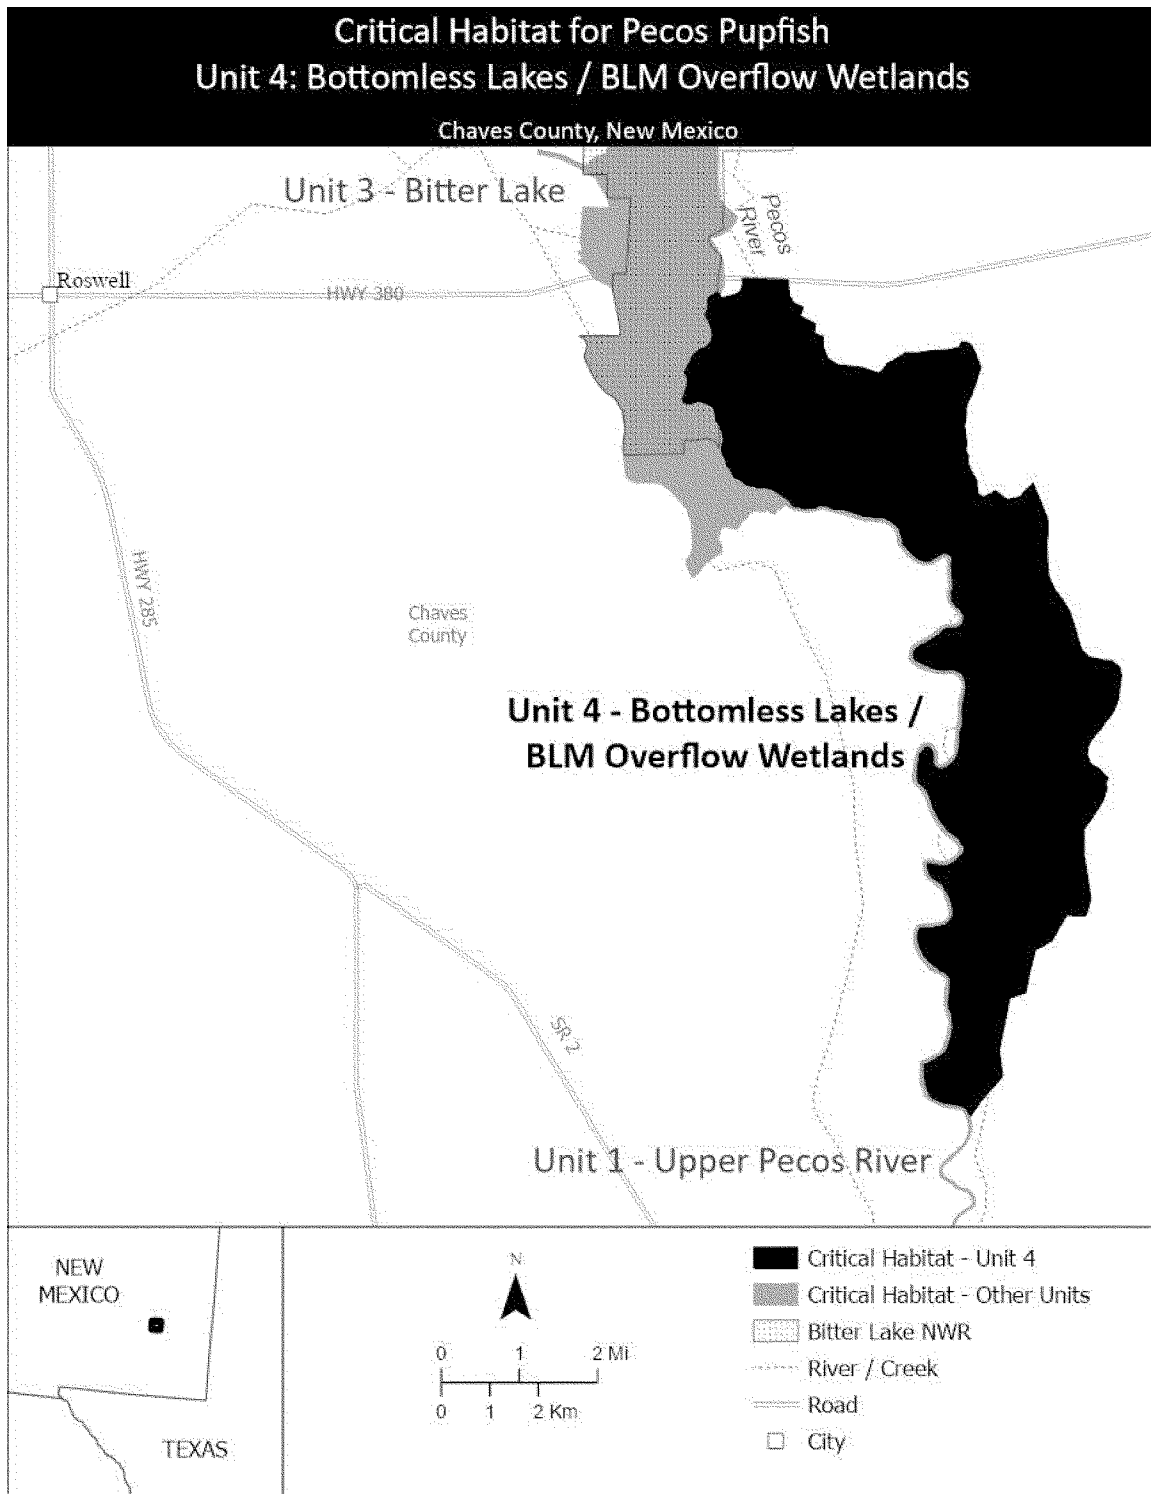 Critical Habitat for Pecos Pupfish
Unit 4: Bottomless Lakes / BLM Overflow Wetlands
Chaves County, New Mexico
Unit 3 - Bitter Lake
Pecos
River
Roswell
HWY 380
HWY 285
Chaves
County
Unit 4 - Bottomless Lakes /
BLM Overflow Wetlands
SR 2
Unit 1 - Upper Pecos River
NEW
MEXICO
TEXAS
N
0 1 2 Mi
0 1 2 Km
Critical Habitat - Unit 4
Critical Habitat - Other Units
Bitter Lake NWR
River / Creek
Road
City